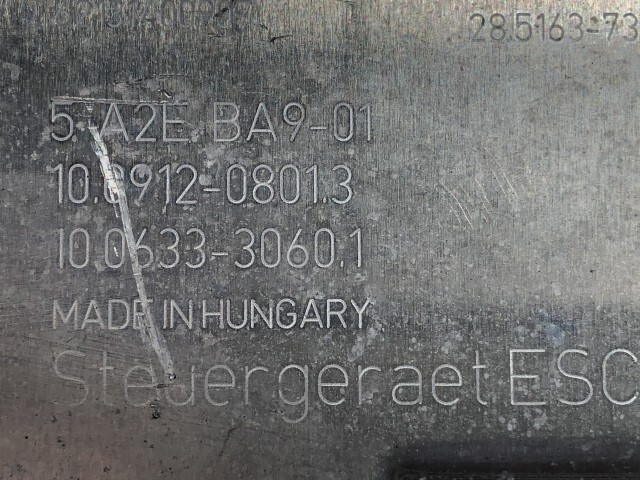 28.5163-73
5 A2E BA9-01
10.0912-0801.3
10.0633-3060.1
MADE IN HUNGARY
Steuergeraet ESC